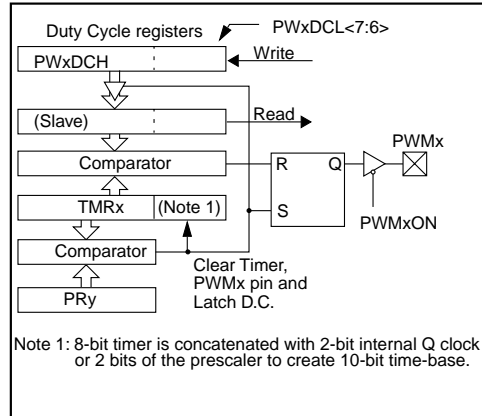 Duty Cycle registers
PWxDCL<7:6>
PWxDCH
Write
(Slave)
Read
Comparator
R
Q
PWMx
TMRx
(Note 1)
S
PWMxON
Comparator
Clear Timer,
PWMx pin and
Latch D.C.
PRy
Note 1: 8-bit timer is concatenated with 2-bit internal Q clock
or 2 bits of the prescaler to create 10-bit time-base.